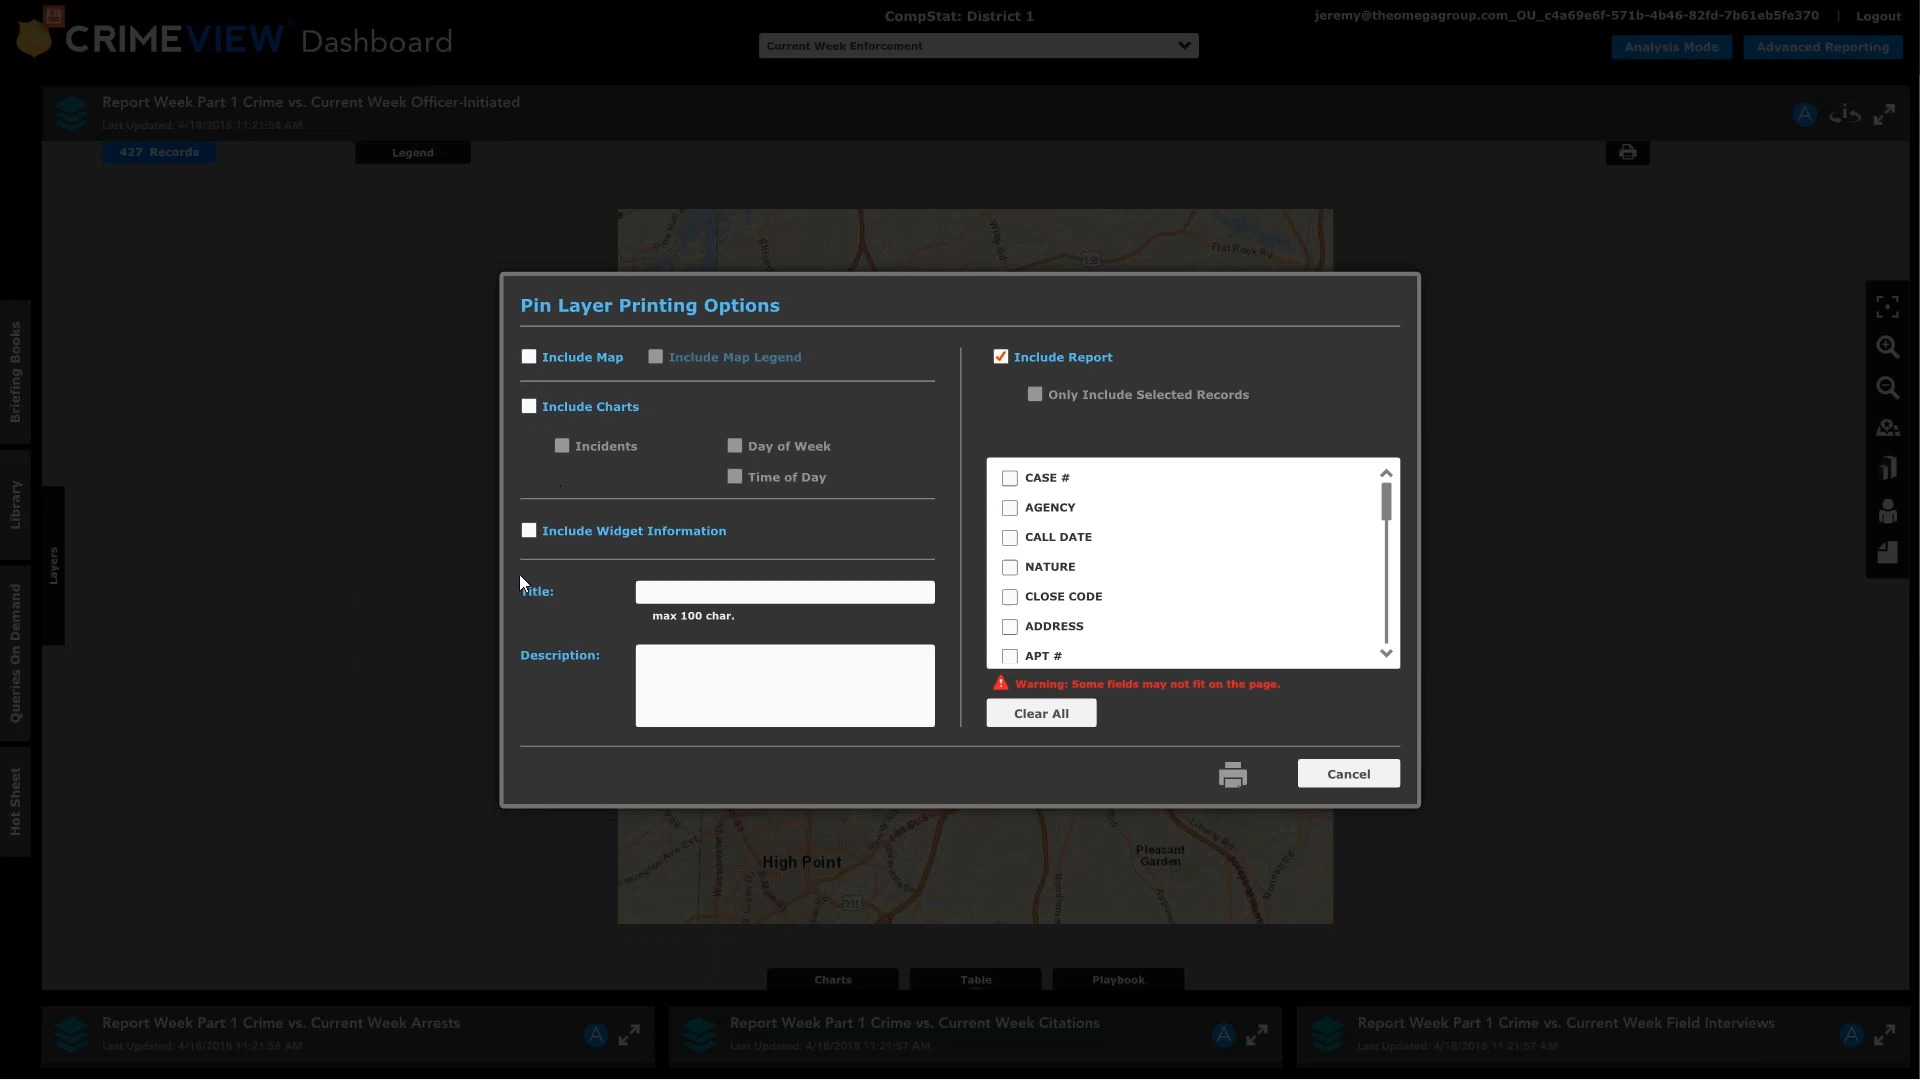 CRIMEVIEW Dashboard
CompStat: District 1
Current Week Enforcement
jeremy@theomegagroup.com_OU_c4a69e6f-571b-4b46-82fd-7b61eb5fe370 | Logout
Analysis Mode
Advanced Reporting
Report Week Part 1 Crime vs. Current Week Officer-Initiated
Last Updated: 4/18/2018 11:21:54 AM
427 Records
Legend
Flat Rock Rd
158
Briefing Books
Library
Layers
Queries On Demand
Hot Sheet
Pin Layer Printing Options
Include Map
Include Map Legend
Include Charts
Incidents
Day of Week
Time of Day
Include Widget Information
Title:
max 100 char.
Description:
Include Report
Only Include Selected Records
CASE #
AGENCY
CALL DATE
NATURE
CLOSE CODE
ADDRESS
APT #
Warning: Some fields may not fit on the page.
Clear All
Cancel
High Point
Pleasant
Garden
Liberty Rd
311
Charts
Table
Playbook
Report Week Part 1 Crime vs. Current Week Arrests
Last Updated: 4/18/2018 11:21:56 AM
Report Week Part 1 Crime vs. Current Week Citations
Last Updated: 4/18/2018 11:21:57 AM
Report Week Part 1 Crime vs. Current Week Field Interviews
Last Updated: 4/18/2018 11:21:57 AM